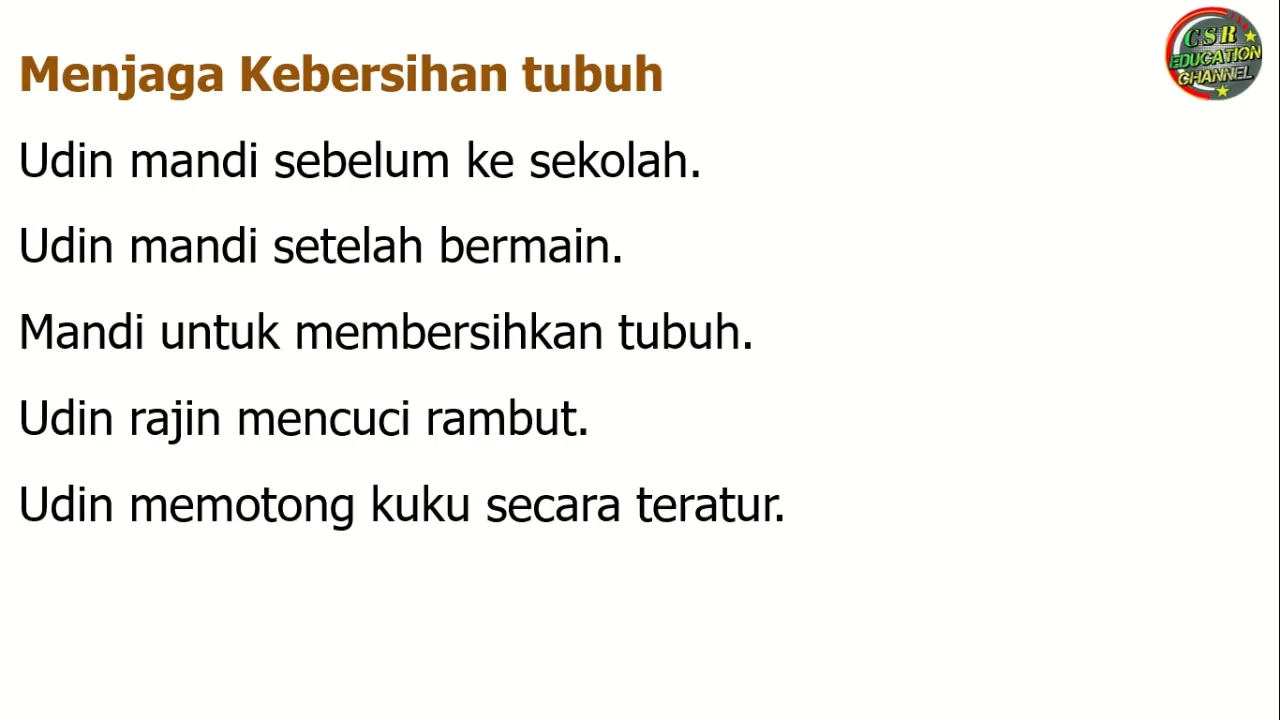 Menjaga Kebersihan tubuh
Udin mandi sebelum ke sekolah.
Udin mandi setelah bermain.
Mandi untuk membersihkan tubuh.
Udin rajin mencuci rambut.
Udin memotong kuku secara teratur.
CSR
EDUCATION
CHANNEL